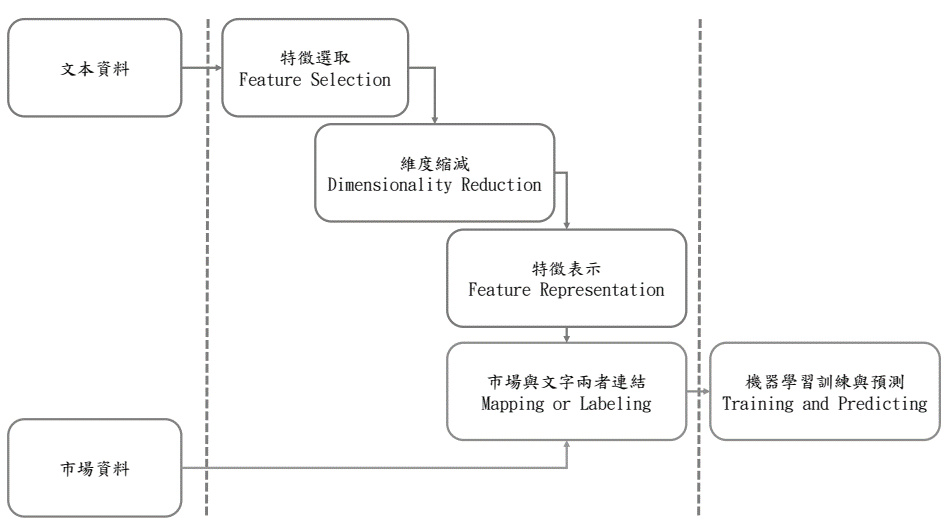 文本資料
特徵選取
Feature Selection
維度縮減
Dimensionality Reduction
特徵表示
Feature Representation
市場與文字兩者連結
Mapping or Labeling
機器學習訓練與預測
Training and Predicting
市場資料